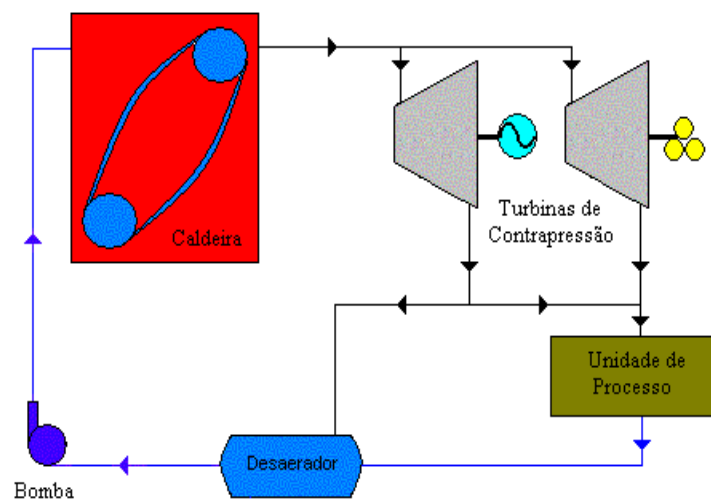 Caldeira
Turbinas de
Contrapressão
Unidade de
Processo
Desaerador
Bomba